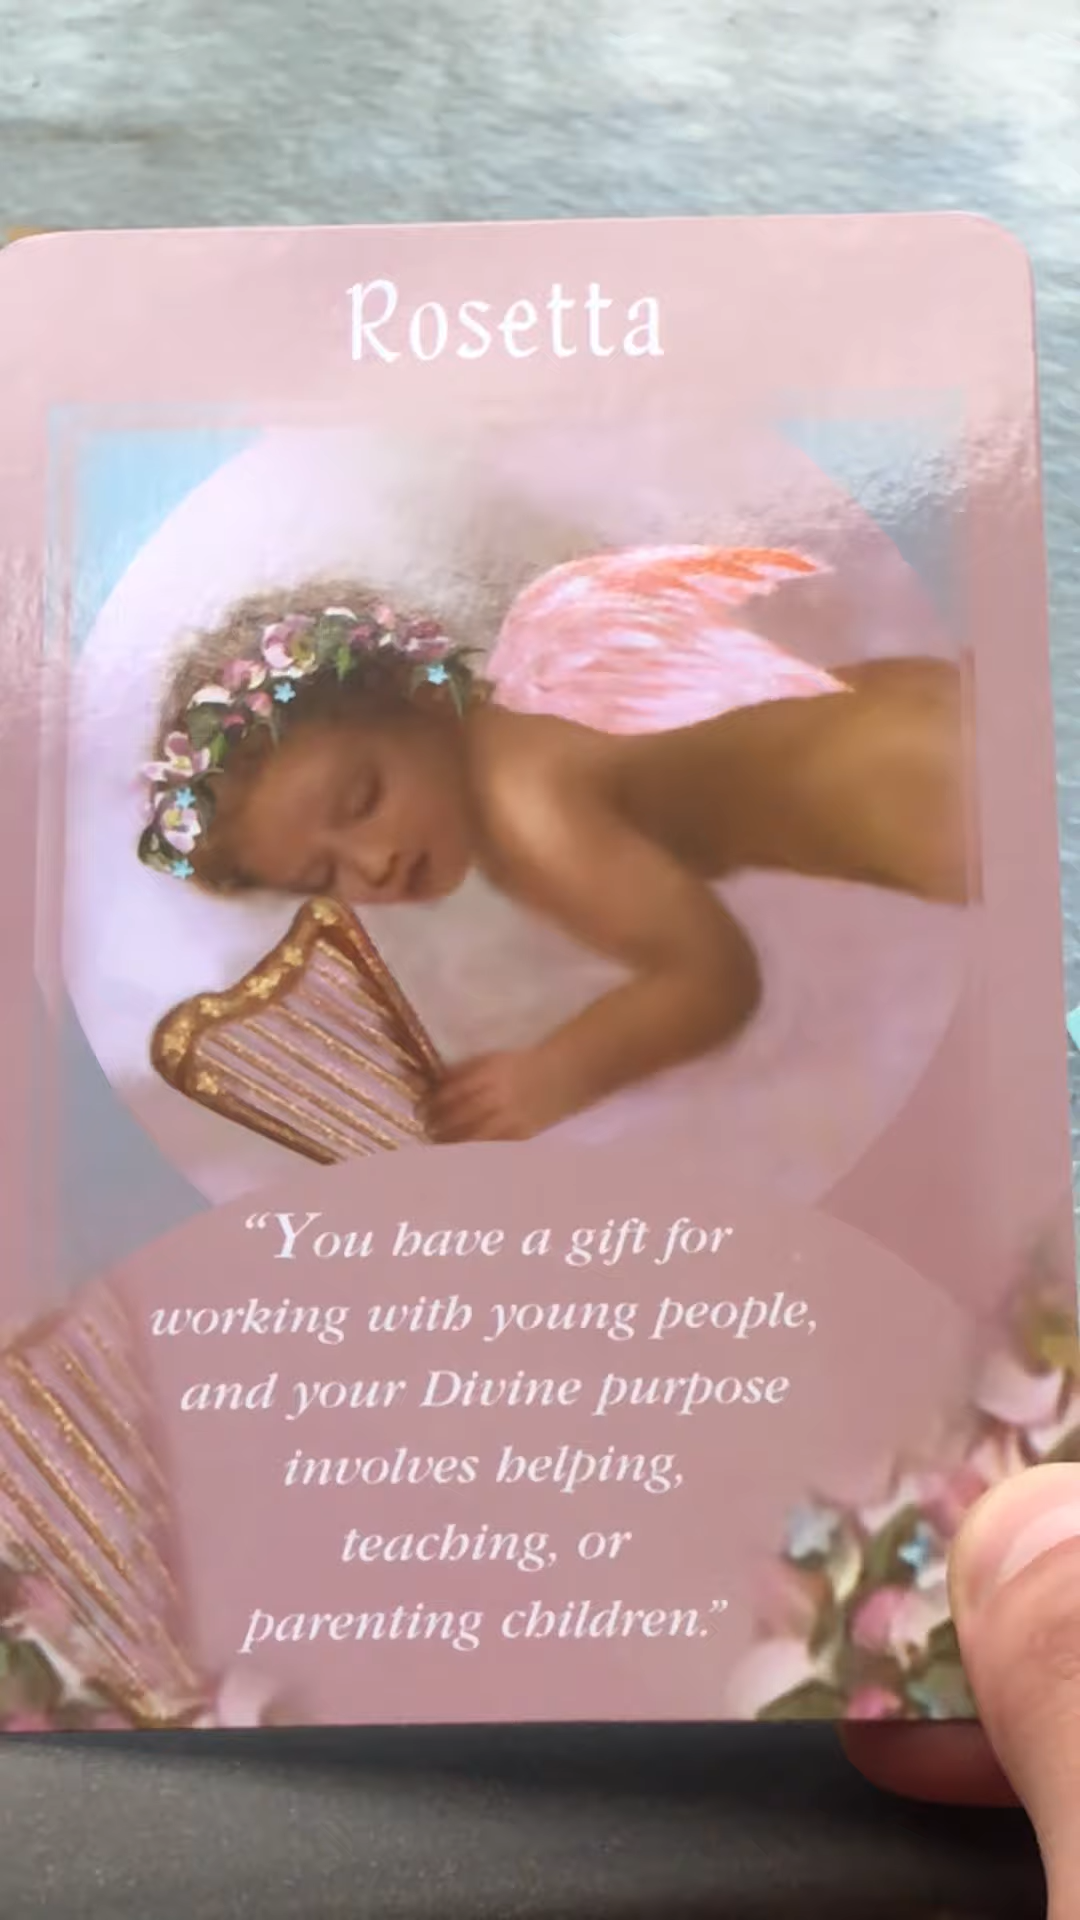 Rosetta
“You have a gift for
working with young people,
and your Divine purpose
involves helping,
teaching, or
parenting children.”